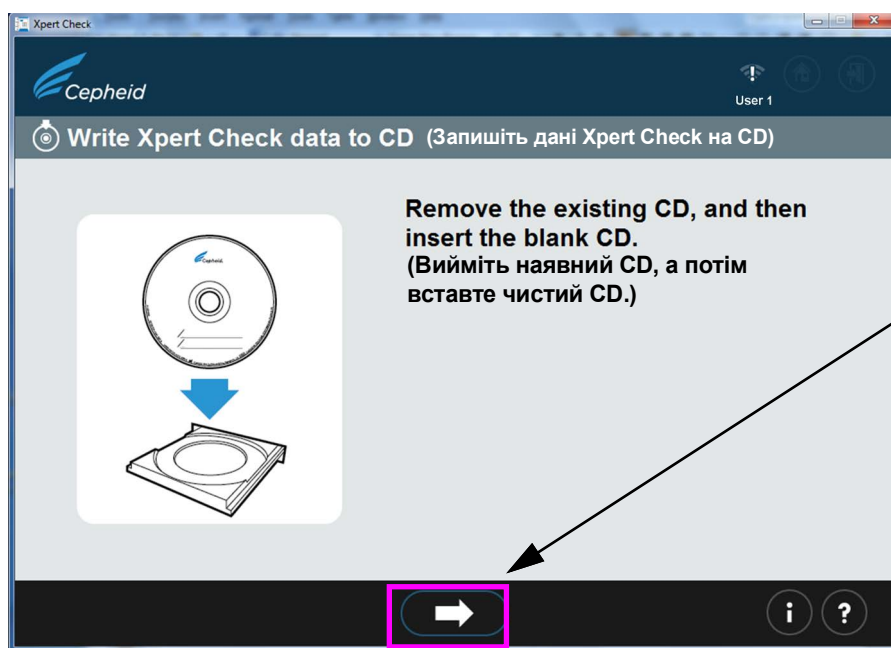 Xpert Check
Cepheid
User 1
Write Xpert Check data to CD (Запишіть дані Xpert Check на CD)
Remove the existing CD, and then
insert the blank CD.
(Вийміть наявний CD, а потім
вставте чистий CD.)
Cepheid
i ?